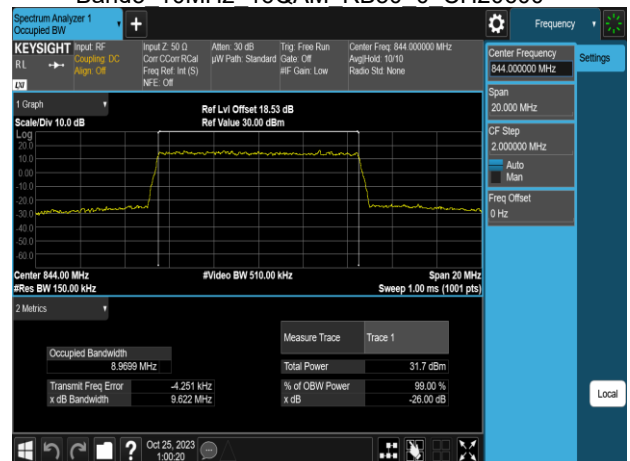 Spectrum Analyzer 1
Occupied BW
Frequency
KEYSIGHT
RL
LXI
Input: RF
Coupling: DC
Align: Off
Input Z: 50 Ω
Corr CCorr RCal
Freq Ref: Int (S)
NFE: Off
Atten: 30 dB
µW Path: Standard
Trig: Free Run
Gate: Off
#IF Gain: Low
Center Freq: 844.000000 MHz
Avg|Hold: 10/10
Radio Std: None
Center Frequency
844.000000 MHz
Settings
Span
20.000 MHz
CF Step
2.000000 MHz
Auto
Man
Freq Offset
0 Hz
Local
1 Graph
Scale/Div 10.0 dB
Ref Lvl Offset 18.53 dB
Ref Value 30.00 dBm
Log
20.0
10.0
0.00
-10.0
-20.0
-30.0
-40.0
-50.0
-60.0
Center 844.00 MHz
#Video BW 510.00 kHz
Span 20 MHz
#Res BW 150.00 kHz
Sweep 1.00 ms (1001 pts)
2 Metrics
Measure Trace Trace 1
Occupied Bandwidth
8.9699 MHz
Total Power 31.7 dBm
Transmit Freq Error -4.251 kHz
% of OBW Power 99.00 %
x dB Bandwidth 9.622 MHz
x dB -26.00 dB
Oct 25, 2023
1:00:20